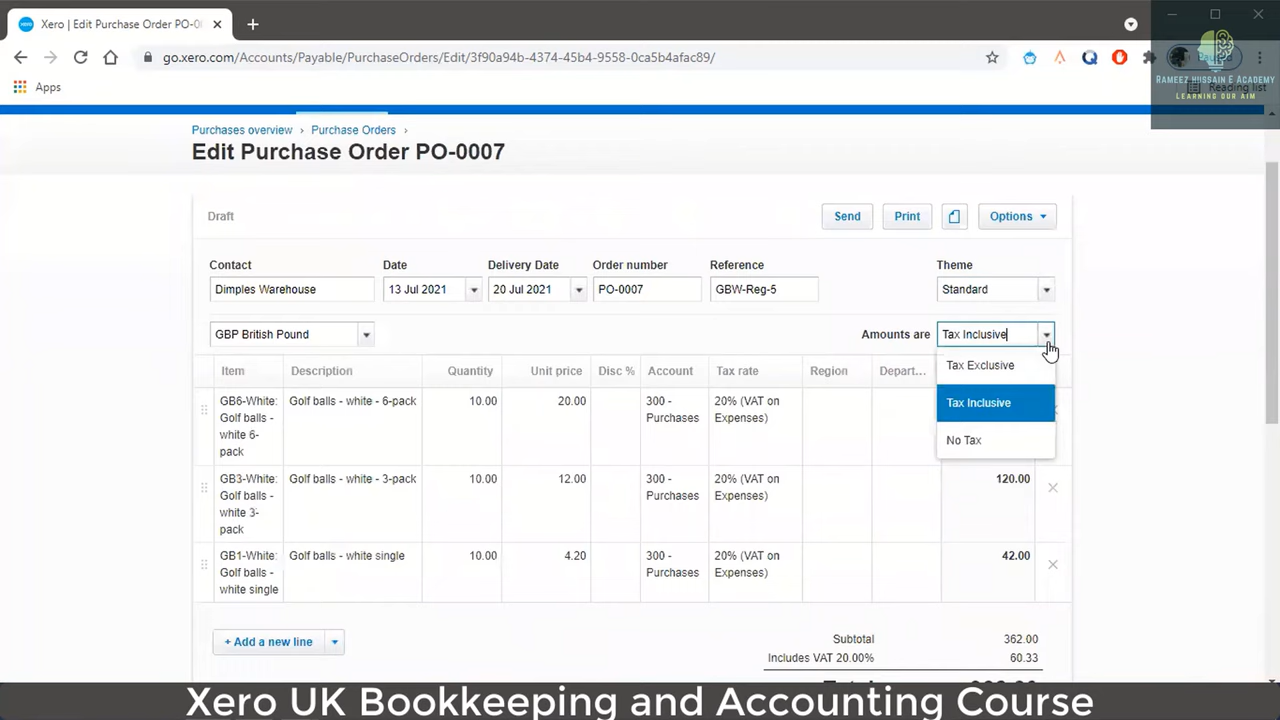 Xero | Edit Purchase Order PO-0
go.xero.com/Accounts/Payable/PurchaseOrders/Edit/3f90a94b-4374-45b4-9558-0ca5b4afac89/
Apps
Reading list
Rameez Hussain E Academy
Learning our aim
Purchases overview › Purchase Orders ›
Edit Purchase Order PO-0007
Draft
Send
Print
Options
Contact
Date
Delivery Date
Order number
Reference
Theme
Dimples Warehouse
13 Jul 2021
20 Jul 2021
PO-0007
GBW-Reg-5
Standard
GBP British Pound
Amounts are
Tax Inclusive
Tax Exclusive
Tax Inclusive
No Tax
Item Description Quantity Unit price Disc % Account Tax rate Region Depart...
GB6-White:
Golf balls -
white 6-
pack
Golf balls - white - 6-pack
10.00
20.00
300 -
Purchases
20% (VAT on
Expenses)
GB3-White:
Golf balls -
white 3-
pack
Golf balls - white - 3-pack
10.00
12.00
300 -
Purchases
20% (VAT on
Expenses)
120.00
GB1-White:
Golf balls -
white single
Golf balls - white single
10.00
4.20
300 -
Purchases
20% (VAT on
Expenses)
42.00
+ Add a new line
Subtotal 362.00
Includes VAT 20.00% 60.33
Xero UK Bookkeeping and Accounting Course